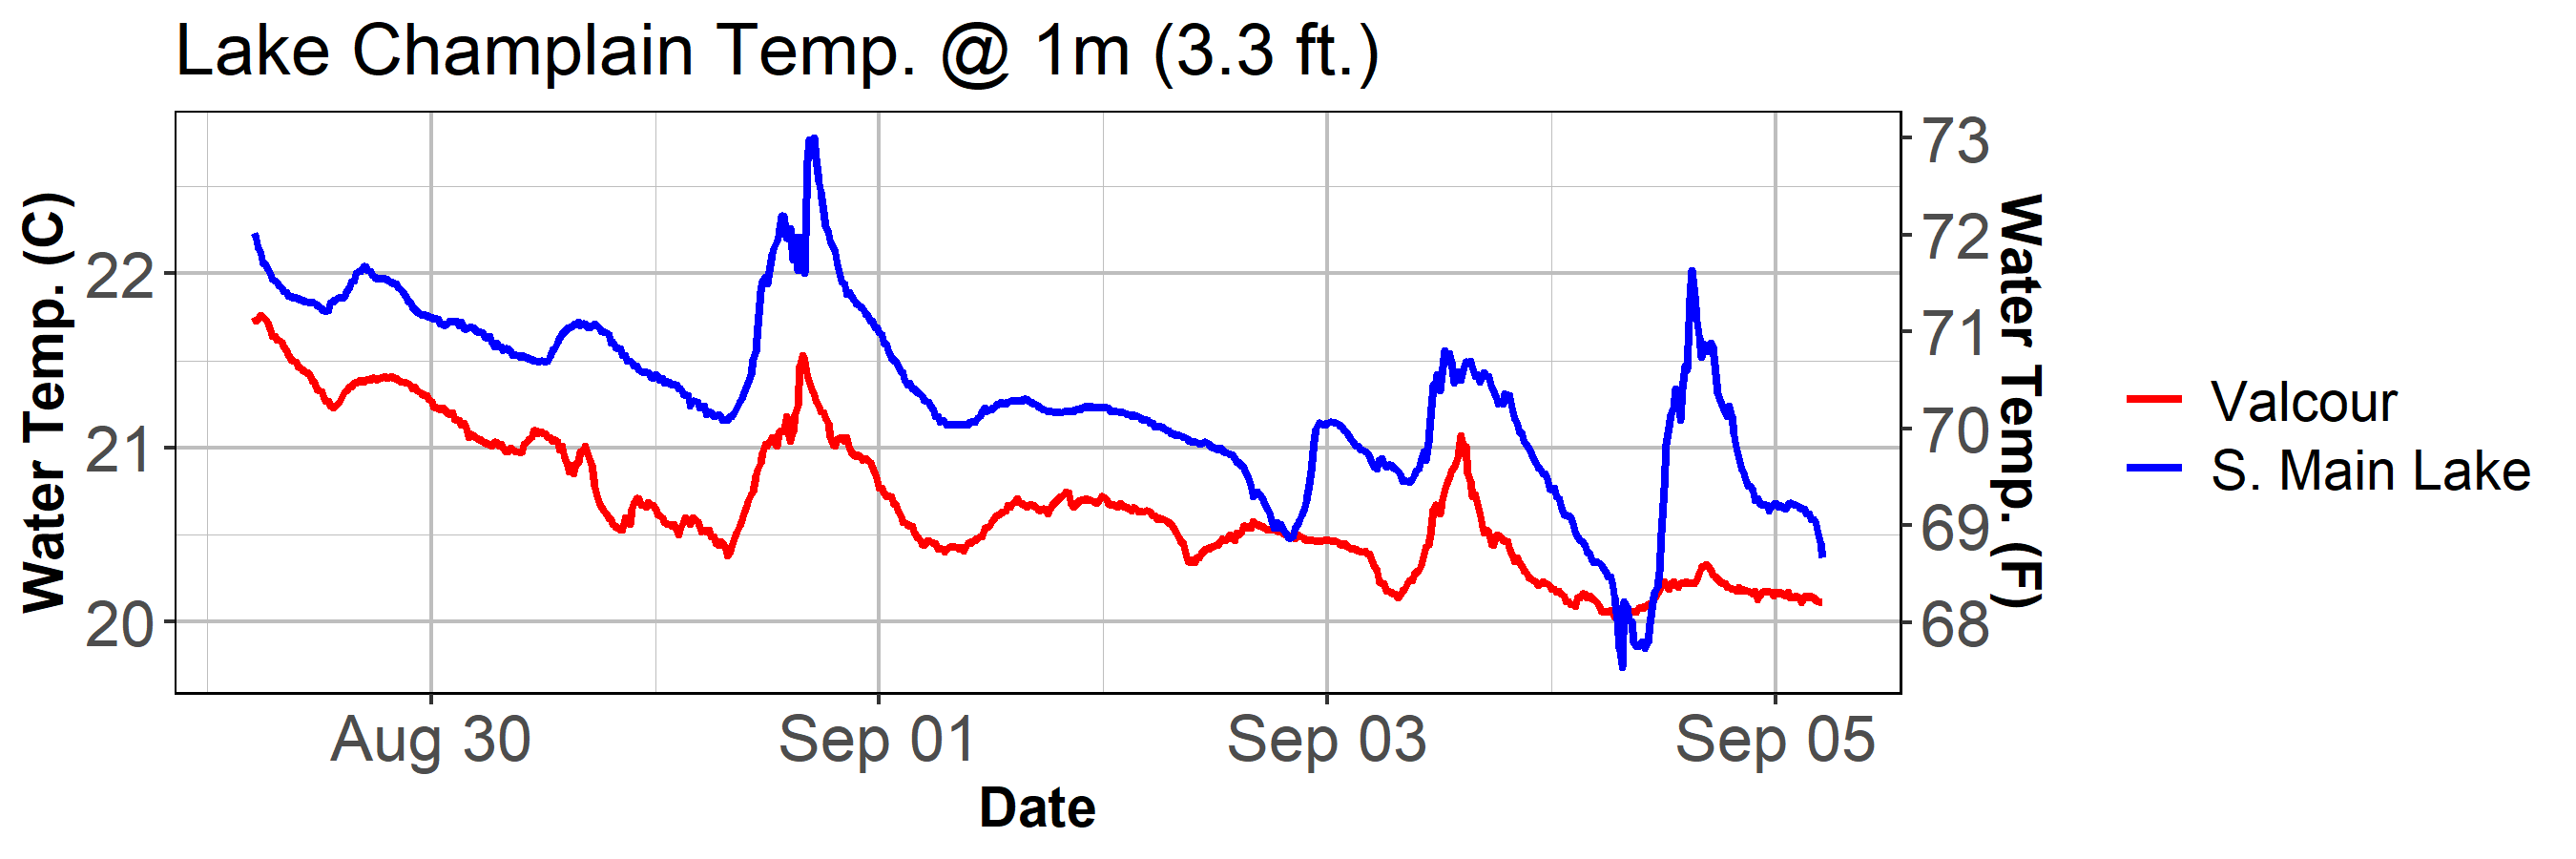 Lake Champlain Temp. @ 1m (3.3 ft.)
Water Temp. (C)
22
21
20
73
72
71
70
69
68
Water Temp. (F)
Aug 30
Sep 01
Sep 03
Sep 05
Date
Valcour
S. Main Lake